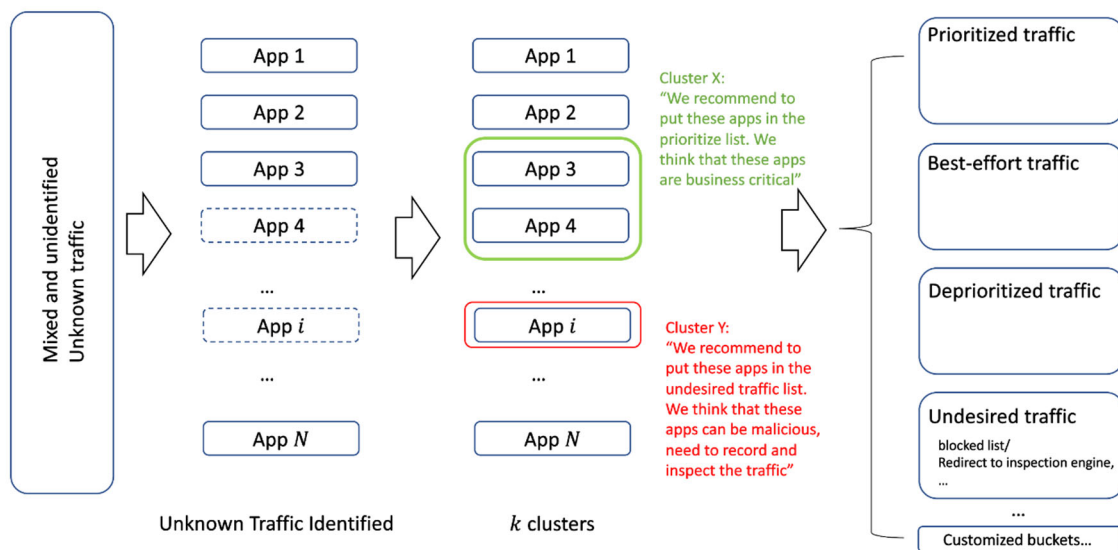 Mixed and unidentified
Unknown traffic
App 1
App 2
App 3
App 4
...
App i
...
App N
Unknown Traffic Identified
App 1
App 2
App 3
App 4
...
App i
...
App N
k clusters
Cluster X:
“We recommend to
put these apps in the
prioritize list. We
think that these apps
are business critical”
Cluster Y:
“We recommend to
put these apps in the
undesired traffic list.
We think that these
apps can be malicious,
need to record and
inspect the traffic”
Prioritized traffic
Best-effort traffic
Deprioritized traffic
Undesired traffic
blocked list/
Redirect to inspection engine,
...
...
Customized buckets...